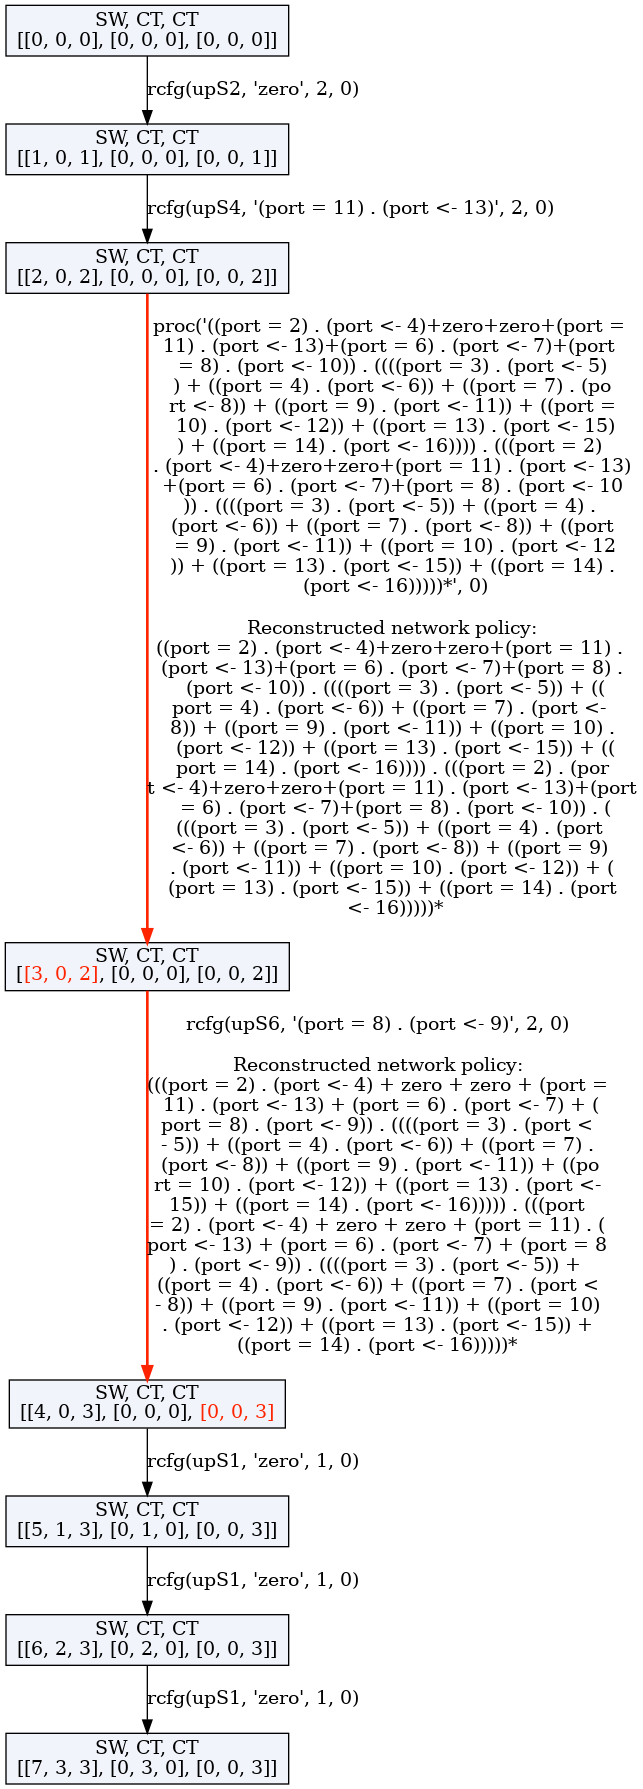 SW, CT, CT
[[0, 0, 0], [0, 0, 0], [0, 0, 0]]
rcfg(upS2, 'zero', 2, 0)
SW, CT, CT
[[1, 0, 1], [0, 0, 0], [0, 0, 1]]
rcfg(upS4, '(port = 11) . (port <- 13)', 2, 0)
SW, CT, CT
[[2, 0, 2], [0, 0, 0], [0, 0, 2]]
proc('((port = 2) . (port <- 4)+zero+zero+(port =
11) . (port <- 13)+(port = 6) . (port <- 7)+(port
= 8) . (port <- 10)) . ((((port = 3) . (port <- 5)
) + ((port = 4) . (port <- 6)) + ((port = 7) . (po
rt <- 8)) + ((port = 9) . (port <- 11)) + ((port =
10) . (port <- 12)) + ((port = 13) . (port <- 15)
) + ((port = 14) . (port <- 16)))) . (((port = 2)
. (port <- 4)+zero+zero+(port = 11) . (port <- 13)
+(port = 6) . (port <- 7)+(port = 8) . (port <- 10
)) . ((((port = 3) . (port <- 5)) + ((port = 4) .
(port <- 6)) + ((port = 7) . (port <- 8)) + ((port
= 9) . (port <- 11)) + ((port = 10) . (port <- 12
)) + ((port = 13) . (port <- 15)) + ((port = 14) .
(port <- 16)))))*', 0)
Reconstructed network policy:
((port = 2) . (port <- 4)+zero+zero+(port = 11) .
(port <- 13)+(port = 6) . (port <- 7)+(port = 8) .
(port <- 10)) . ((((port = 3) . (port <- 5)) + ((
port = 4) . (port <- 6)) + ((port = 7) . (port <-
8)) + ((port = 9) . (port <- 11)) + ((port = 10) .
(port <- 12)) + ((port = 13) . (port <- 15)) + ((
port = 14) . (port <- 16)))) . (((port = 2) . (por
t <- 4)+zero+zero+(port = 11) . (port <- 13)+(port
= 6) . (port <- 7)+(port = 8) . (port <- 10)) . (
(((port = 3) . (port <- 5)) + ((port = 4) . (port
<- 6)) + ((port = 7) . (port <- 8)) + ((port = 9)
. (port <- 11)) + ((port = 10) . (port <- 12)) + (
(port = 13) . (port <- 15)) + ((port = 14) . (port
<- 16)))))*
SW, CT, CT
[[3, 0, 2], [0, 0, 0], [0, 0, 2]]
rcfg(upS6, '(port = 8) . (port <- 9)', 2, 0)
Reconstructed network policy:
(((port = 2) . (port <- 4) + zero + zero + (port =
11) . (port <- 13) + (port = 6) . (port <- 7) + (
port = 8) . (port <- 9)) . ((((port = 3) . (port <
- 5)) + ((port = 4) . (port <- 6)) + ((port = 7) .
(port <- 8)) + ((port = 9) . (port <- 11)) + ((po
rt = 10) . (port <- 12)) + ((port = 13) . (port <-
15)) + ((port = 14) . (port <- 16))))) . (((port
= 2) . (port <- 4) + zero + zero + (port = 11) . (
port <- 13) + (port = 6) . (port <- 7) + (port = 8
) . (port <- 9)) . ((((port = 3) . (port <- 5)) +
((port = 4) . (port <- 6)) + ((port = 7) . (port <
- 8)) + ((port = 9) . (port <- 11)) + ((port = 10)
. (port <- 12)) + ((port = 13) . (port <- 15)) +
((port = 14) . (port <- 16)))))*
SW, CT, CT
[[4, 0, 3], [0, 0, 0], [0, 0, 3]
rcfg(upS1, 'zero', 1, 0)
SW, CT, CT
[[5, 1, 3], [0, 1, 0], [0, 0, 3]]
rcfg(upS1, 'zero', 1, 0)
SW, CT, CT
[[6, 2, 3], [0, 2, 0], [0, 0, 3]]
rcfg(upS1, 'zero', 1, 0)
SW, CT, CT
[[7, 3, 3], [0, 3, 0], [0, 0, 3]]